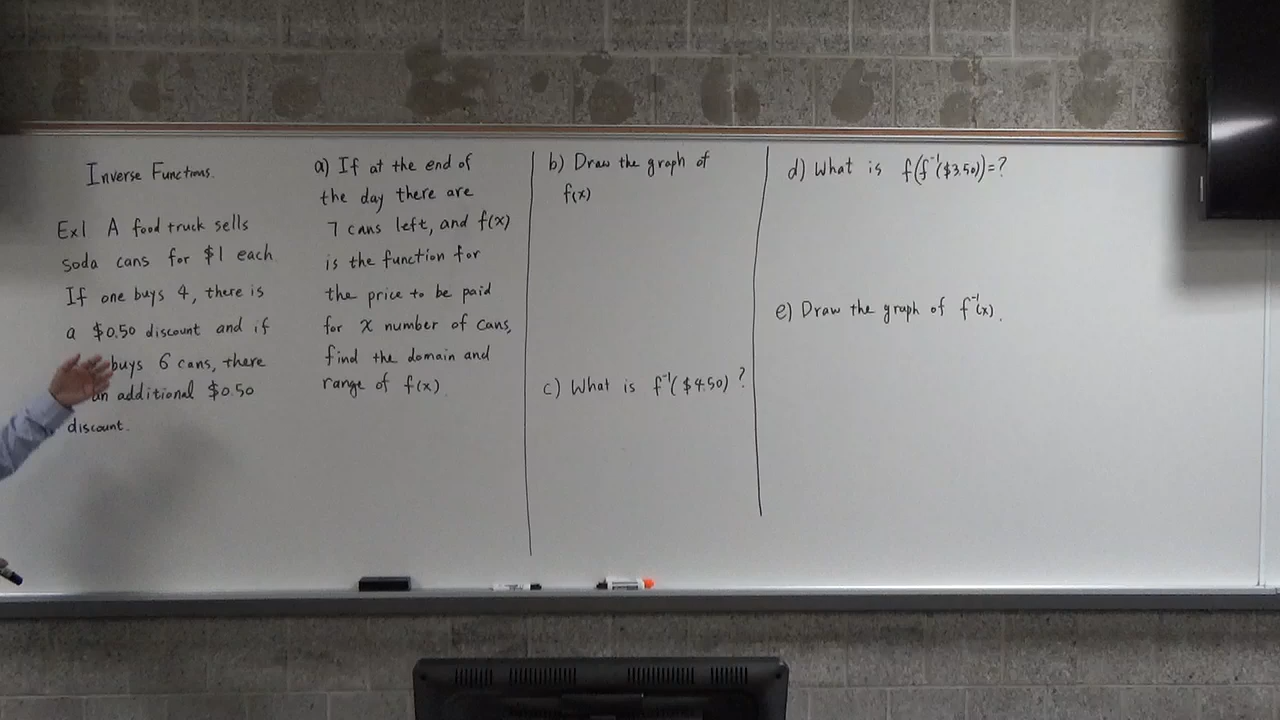 Inverse Functions.
Ex1 A food truck sells
soda cans for $1 each
If one buys 4, there is
a $0.50 discount and if
buys 6 cans, there
an additional $0.50
discount.
a) If at the end of
the day there are
7 cans left, and f(x)
is the function for
the price to be paid
for x number of cans,
find the domain and
range of f(x).
b) Draw the graph of
f(x)
c) What is f⁻¹($4.50)?
d) What is f(f⁻¹($3.50))=?
e) Draw the graph of f⁻¹(x).